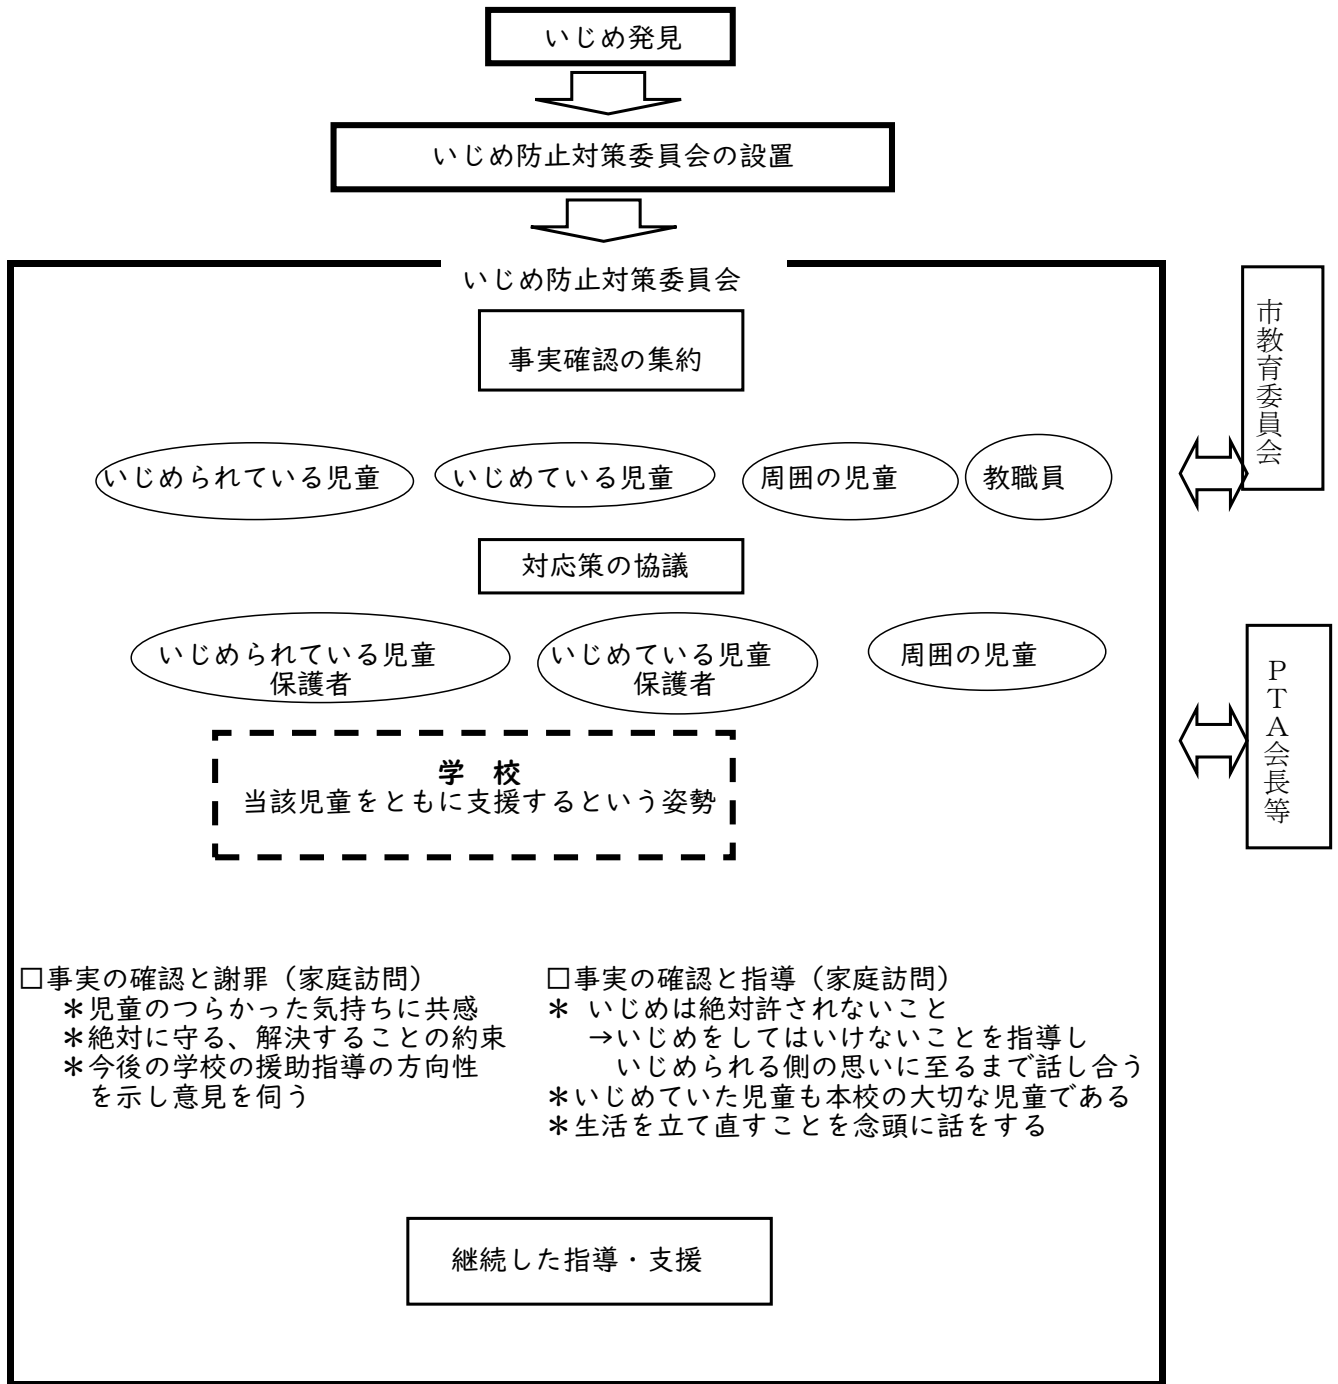 いじめ発見
いじめ防止対策委員会の設置
いじめ防止対策委員会
事実確認の集約
いじめられている児童
いじめている児童
周囲の児童
教職員
対応策の協議
いじめられている児童
保護者
いじめている児童
保護者
周囲の児童
学　校
当該児童をともに支援するという姿勢
□事実の確認と謝罪（家庭訪問）
＊児童のつらかった気持ちに共感
＊絶対に守る、解決することの約束
＊今後の学校の援助指導の方向性
を示し意見を伺う
□事実の確認と指導（家庭訪問）
＊ いじめは絶対許されないこと
→いじめをしてはいけないことを指導し
いじめられる側の思いに至るまで話し合う
＊いじめていた児童も本校の大切な児童である
＊生活を立て直すことを念頭に話をする
継続した指導・支援
市教育委員会
ＰＴＡ会長等